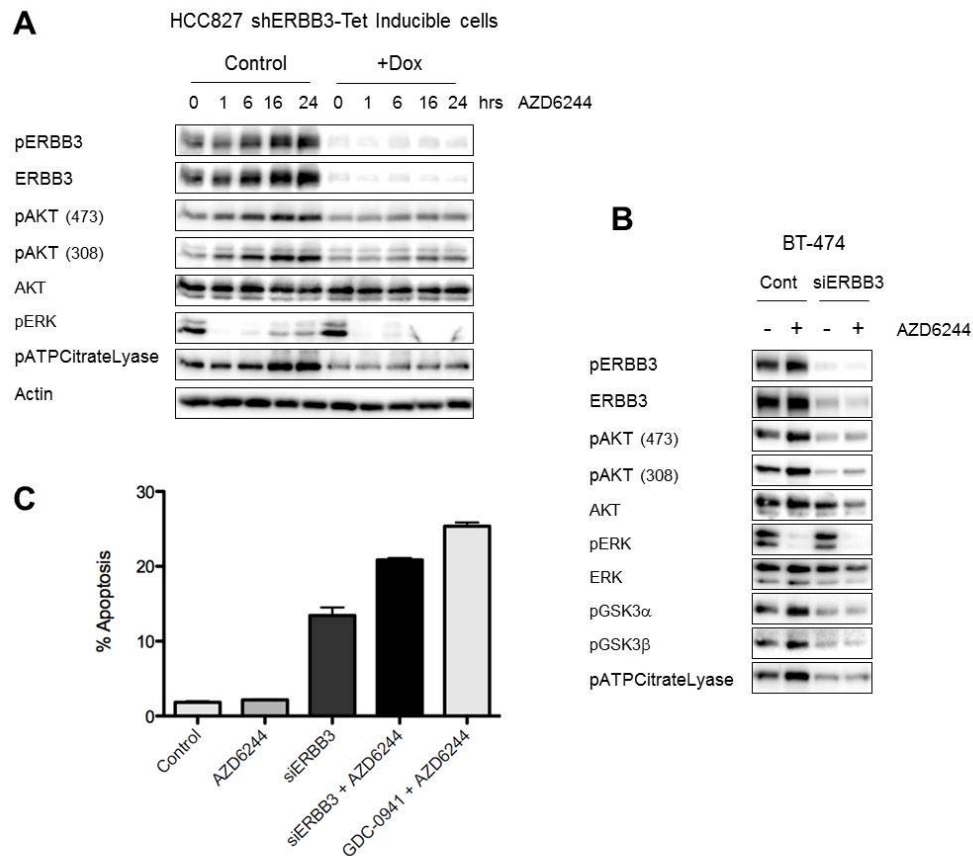 A
HCC827 shERBB3-Tet Inducible cells
Control +Dox
0 1 6 16 24 0 1 6 16 24 hrs AZD6244
pERBB3
ERBB3
pAKT (473)
pAKT (308)
AKT
pERK
pATPCitrateLyase
Actin
B
BT-474
Cont siERBB3
- + - + AZD6244
pERBB3
ERBB3
pAKT (473)
pAKT (308)
AKT
pERK
ERK
pGSK3α
pGSK3β
pATPCitrateLyase
C
% Apoptosis
30
20
10
0
Control
AZD6244
siERBB3
siERBB3 + AZD6244
GDC-0941 + AZD6244